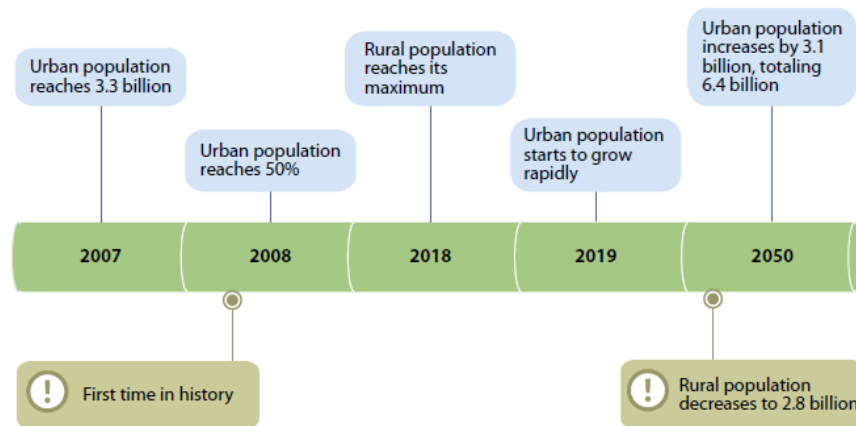 Urban population
reaches 3.3 billion
Urban population
reaches 50%
Rural population
reaches its
maximum
Urban population
starts to grow
rapidly
Urban population
increases by 3.1
billion, totaling
6.4 billion
2007
2008
2018
2019
2050
! First time in history
! Rural population
decreases to 2.8 billion